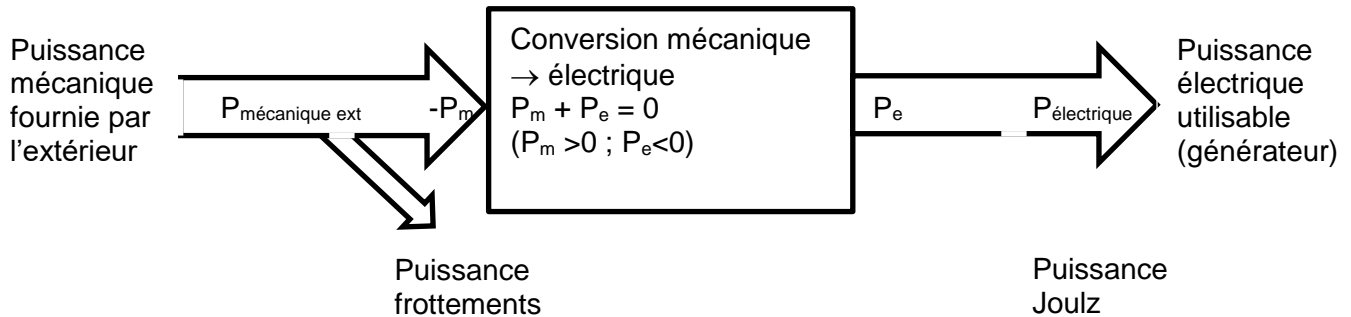 Puissance
mécanique
fournie par
l’extérieur
Pmécanique ext
-Pm
Conversion mécanique
→ électrique
Pm + Pe = 0
(Pm >0 ; Pe<0)
Pe
Pélectrique
Puissance
électrique
utilisable
(générateur)
Puissance
frottements
Puissance
Joulz